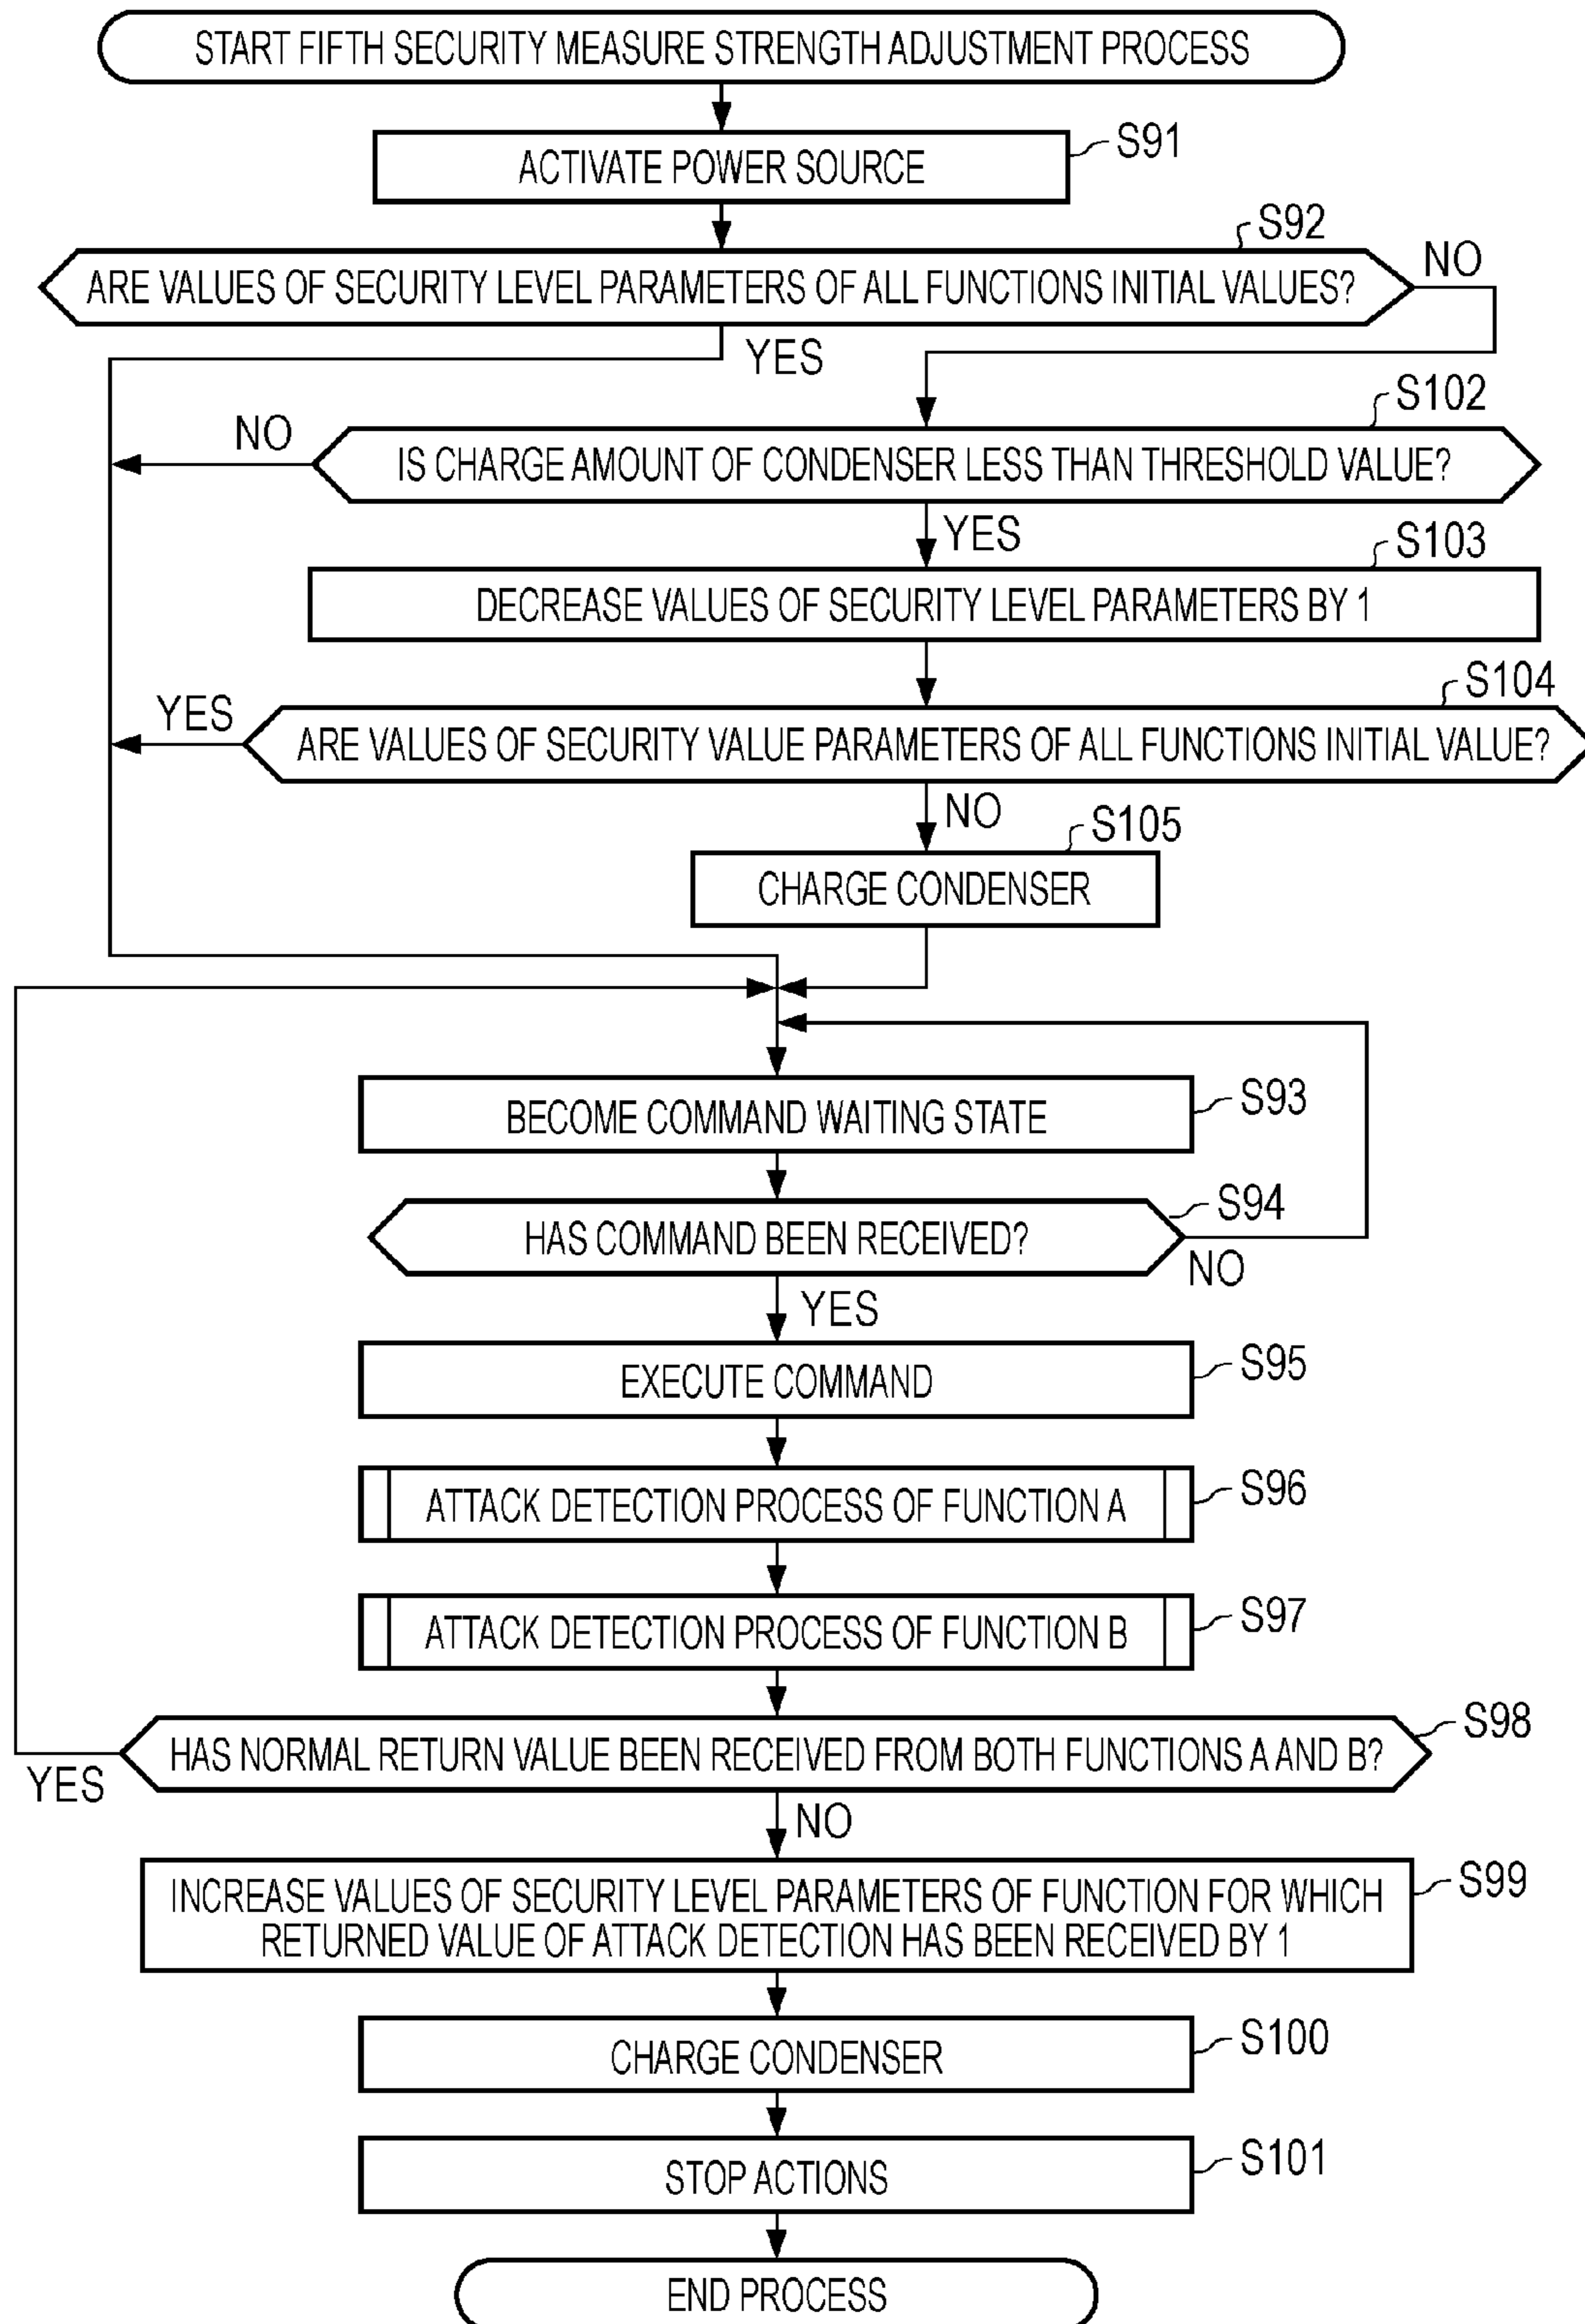 START FIFTH SECURITY MEASURE STRENGTH ADJUSTMENT PROCESS
S91
ACTIVATE POWER SOURCE
S92
ARE VALUES OF SECURITY LEVEL PARAMETERS OF ALL FUNCTIONS INITIAL VALUES?
NO
YES
S102
NO
IS CHARGE AMOUNT OF CONDENSER LESS THAN THRESHOLD VALUE?
YES
S103
DECREASE VALUES OF SECURITY LEVEL PARAMETERS BY 1
S104
YES
ARE VALUES OF SECURITY VALUE PARAMETERS OF ALL FUNCTIONS INITIAL VALUE?
NO
S105
CHARGE CONDENSER
BECOME COMMAND WAITING STATE
S93
S94
HAS COMMAND BEEN RECEIVED?
NO
YES
EXECUTE COMMAND
S95
ATTACK DETECTION PROCESS OF FUNCTION A
S96
ATTACK DETECTION PROCESS OF FUNCTION B
S97
S98
HAS NORMAL RETURN VALUE BEEN RECEIVED FROM BOTH FUNCTIONS A AND B?
YES
NO
INCREASE VALUES OF SECURITY LEVEL PARAMETERS OF FUNCTION FOR WHICH
RETURNED VALUE OF ATTACK DETECTION HAS BEEN RECEIVED BY 1
S99
CHARGE CONDENSER
S100
STOP ACTIONS
S101
END PROCESS